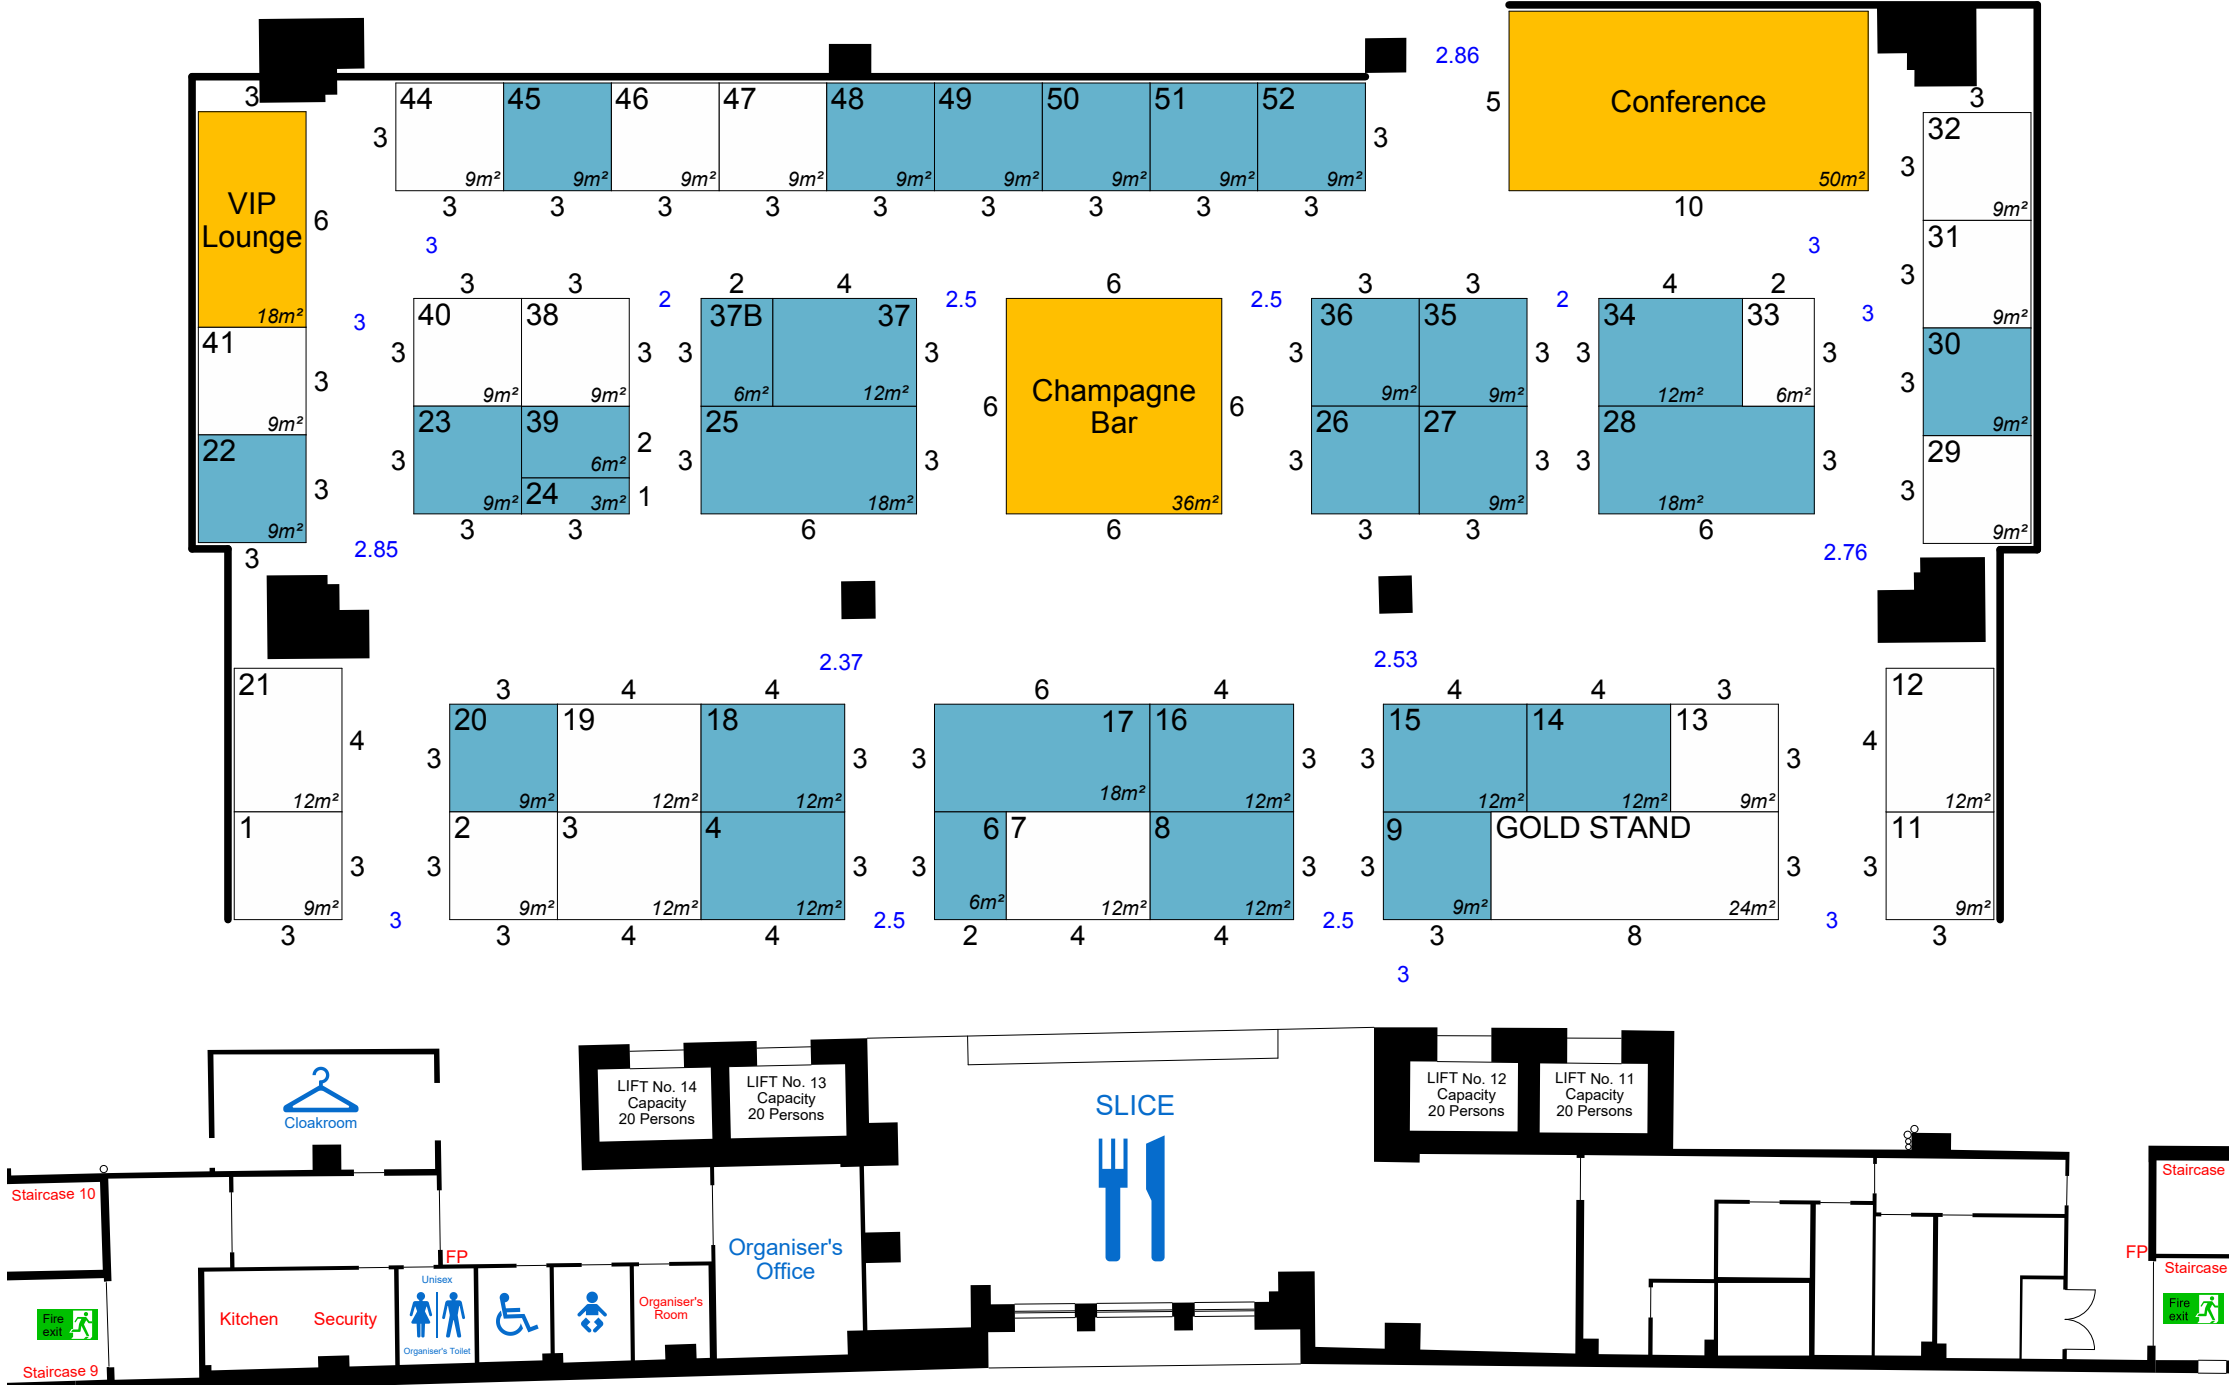 2.86
3
44
45
46
47
48
49
50
51
52
5
Conference
3
3
3
32
3
9m²
9m²
9m²
9m²
9m²
9m²
9m²
9m²
9m²
50m²
VIP
Lounge
6
3
3
3
3
3
3
3
3
3
10
9m²
31
3
3
3
3
3
2
2
4
2.5
6
2.5
3
3
2
4
2
3
18m²
40
38
37B
37
36
35
34
33
9m²
41
3
3
3
3
3
3
3
3
3
3
30
3
9m²
9m²
6m²
12m²
Champagne
Bar
9m²
9m²
12m²
6m²
9m²
23
39
25
6
6
26
27
28
9m²
22
3
3
2
6m²
3
3
3
3
3
3
29
3
9m²
24
3m²
1
18m²
36m²
9m²
18m²
9m²
3
9m²
3
3
6
6
3
3
6
3
2.85
2.76
2.37
2.53
21
3
4
4
6
4
4
4
3
12
20
19
18
17
16
15
14
13
4
3
3
3
3
3
3
4
12m²
9m²
12m²
12m²
18m²
12m²
12m²
12m²
9m²
12m²
1
2
3
4
6
7
8
9
GOLD STAND
11
3
3
3
3
3
3
3
3
9m²
9m²
12m²
12m²
6m²
12m²
12m²
9m²
24m²
9m²
3
3
3
4
4
2.5
2
4
4
2.5
3
8
3
3
3
LIFT No. 14
Capacity
20 Persons
LIFT No. 13
Capacity
20 Persons
SLICE
LIFT No. 12
Capacity
20 Persons
LIFT No. 11
Capacity
20 Persons
Cloakroom
Staircase 10
Staircase
FP
Organiser's
Office
FP
Staircase
Unisex
Kitchen
Security
Organiser's
Room
Organiser's Toilet
Fire
exit
Fire
exit
Staircase 9